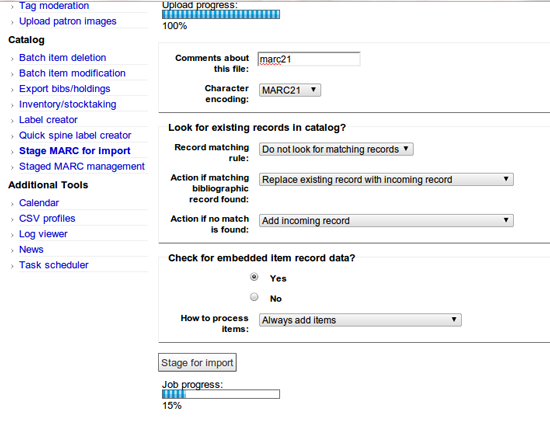 Tag moderation
Upload patron images
Catalog
Batch item deletion
Batch item modification
Export bibs/holdings
Inventory/stocktaking
Label creator
Quick spine label creator
Stage MARC for import
Staged MARC management
Additional Tools
Calendar
CSV profiles
Log viewer
News
Task scheduler
Upload progress:
100%
Comments about
this file:
marc21
Character
encoding:
MARC21
Look for existing records in catalog?
Record matching
rule:
Do not look for matching records
Action if matching
bibliographic
record found:
Replace existing record with incoming record
Action if no match
is found:
Add incoming record
Check for embedded item record data?
Yes
No
How to process
items:
Always add items
Stage for import
Job progress:
15%